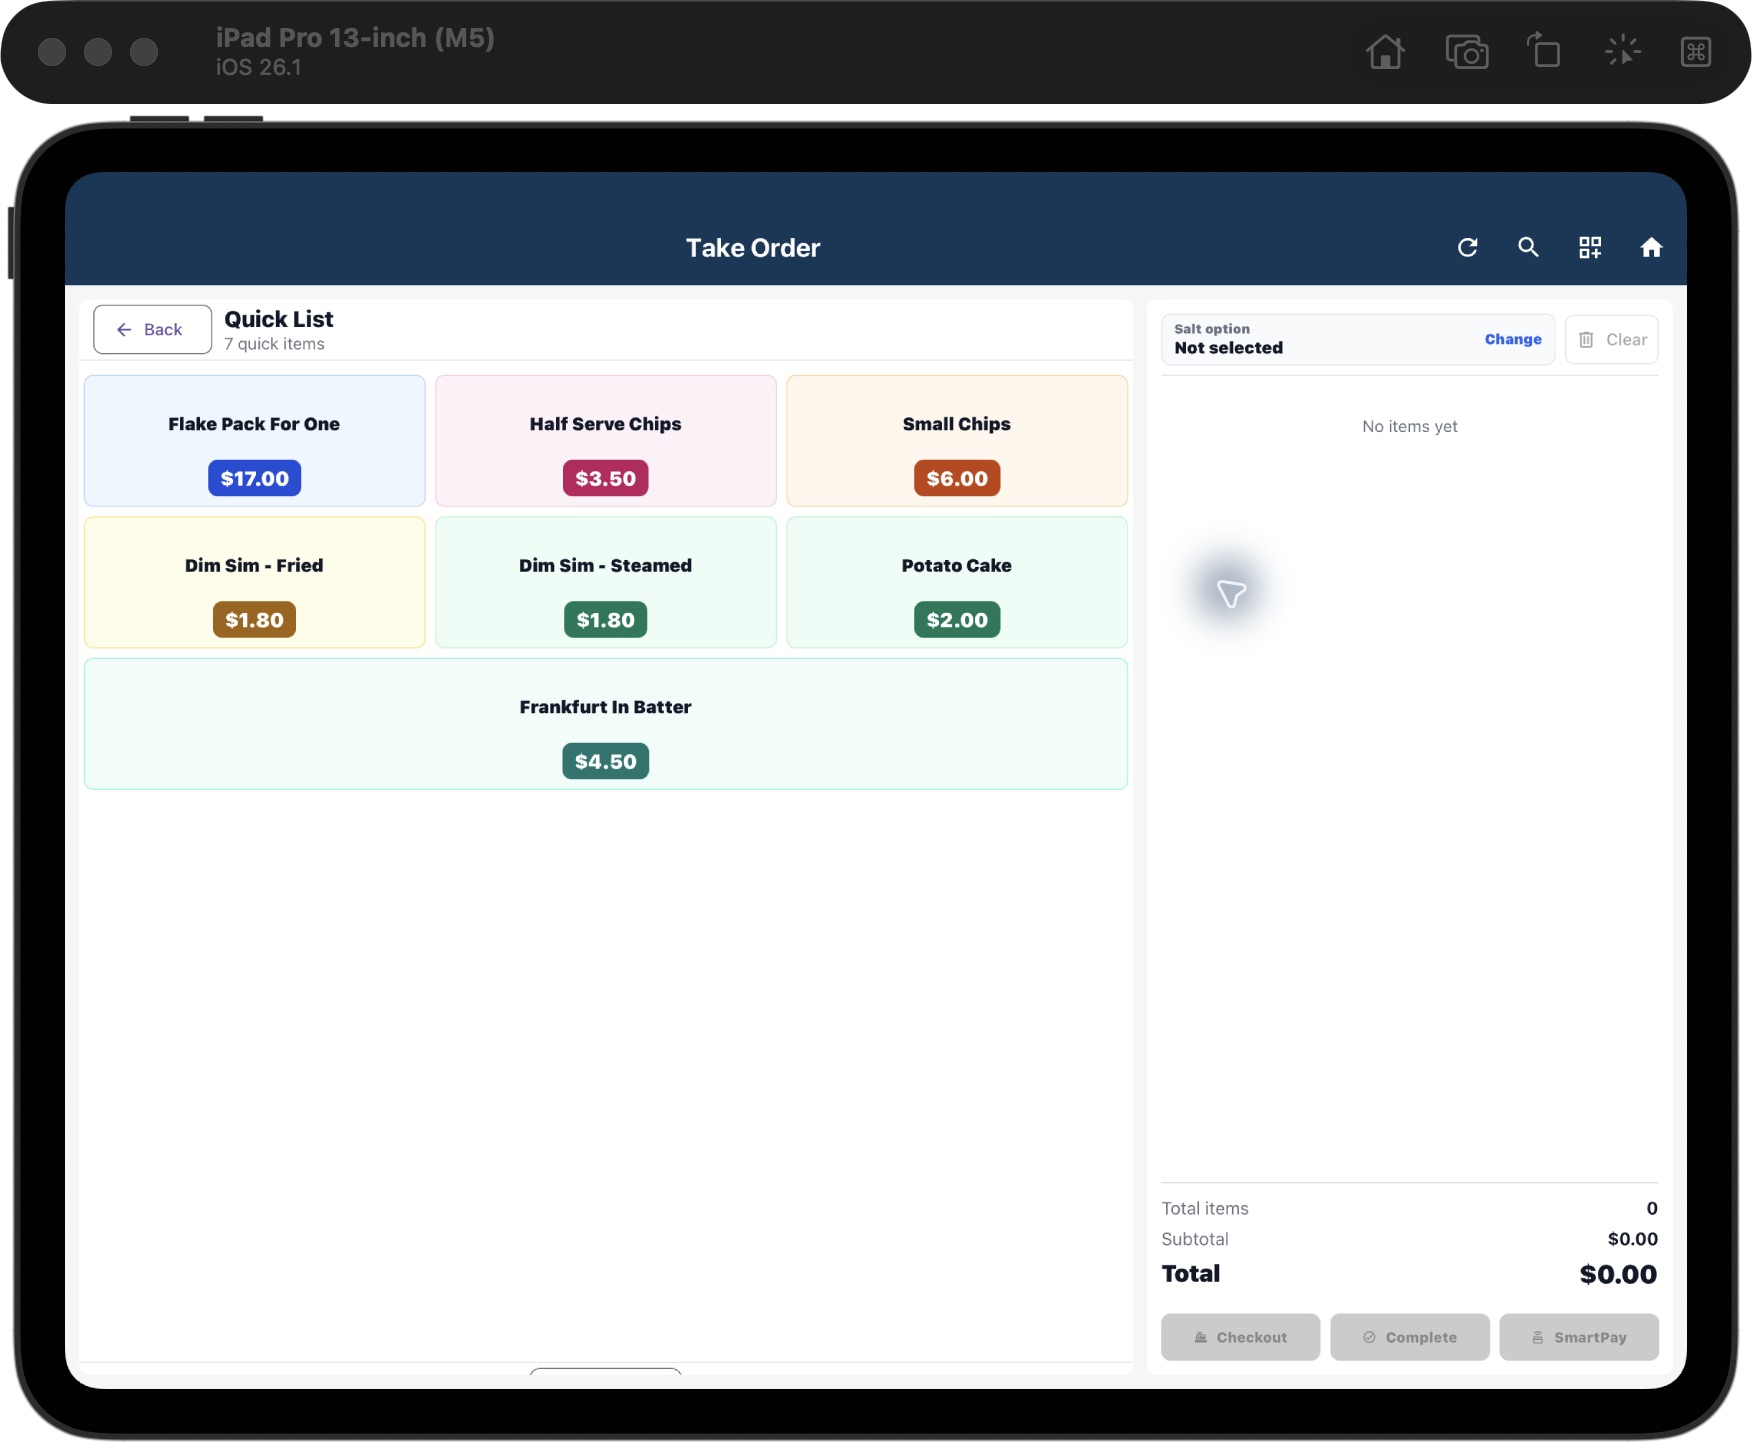 iPad Pro 13-inch (M5)
iOS 26.1
Take Order
Back
Quick List
7 quick items
Flake Pack For One
$17.00
Half Serve Chips
$3.50
Small Chips
$6.00
Dim Sim - Fried
$1.80
Dim Sim - Steamed
$1.80
Potato Cake
$2.00
Frankfurt In Batter
$4.50
Salt option
Not selected
Change
Clear
No items yet
Total items 0
Subtotal $0.00
Total $0.00
Checkout
Complete
SmartPay